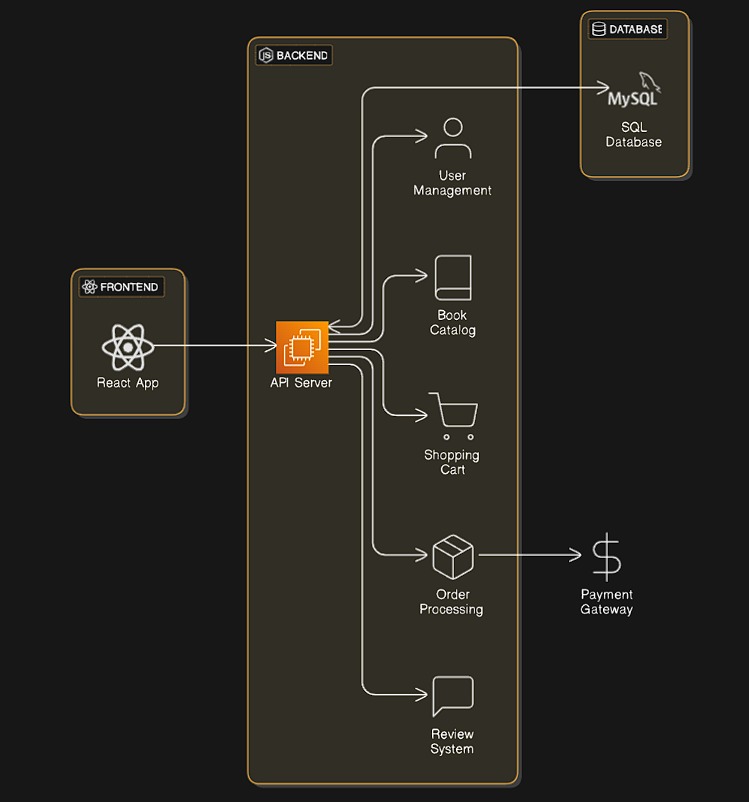 JS BACKEND
DATABASE
MySQL
SQL
Database
User
Management
FRONTEND
React App
Book
Catalog
API Server
Shopping
Cart
Order
Processing
Payment
Gateway
Review
System